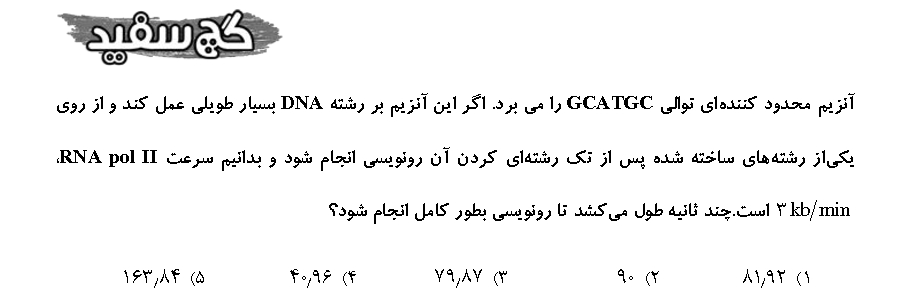 گچ سفید
آنزیم محدود کننده‌ای توالی GCATGC را می برد. اگر این آنزیم بر رشته DNA بسیار طویلی عمل کند و از روی
یکی‌از رشته‌های ساخته شده پس از تک رشته‌ای کردن آن رونویسی انجام شود و بدانیم سرعت RNA pol II،
۳ kb/min است.چند ثانیه طول می‌کشد تا رونویسی بطور کامل انجام شود؟
۱) ۸۱٫۹۲ ۲) ۹۰ ۳) ۷۹٫۸۷ ۴) ۴۰٫۹۶ ۵) ۱۶۳٫۸۴